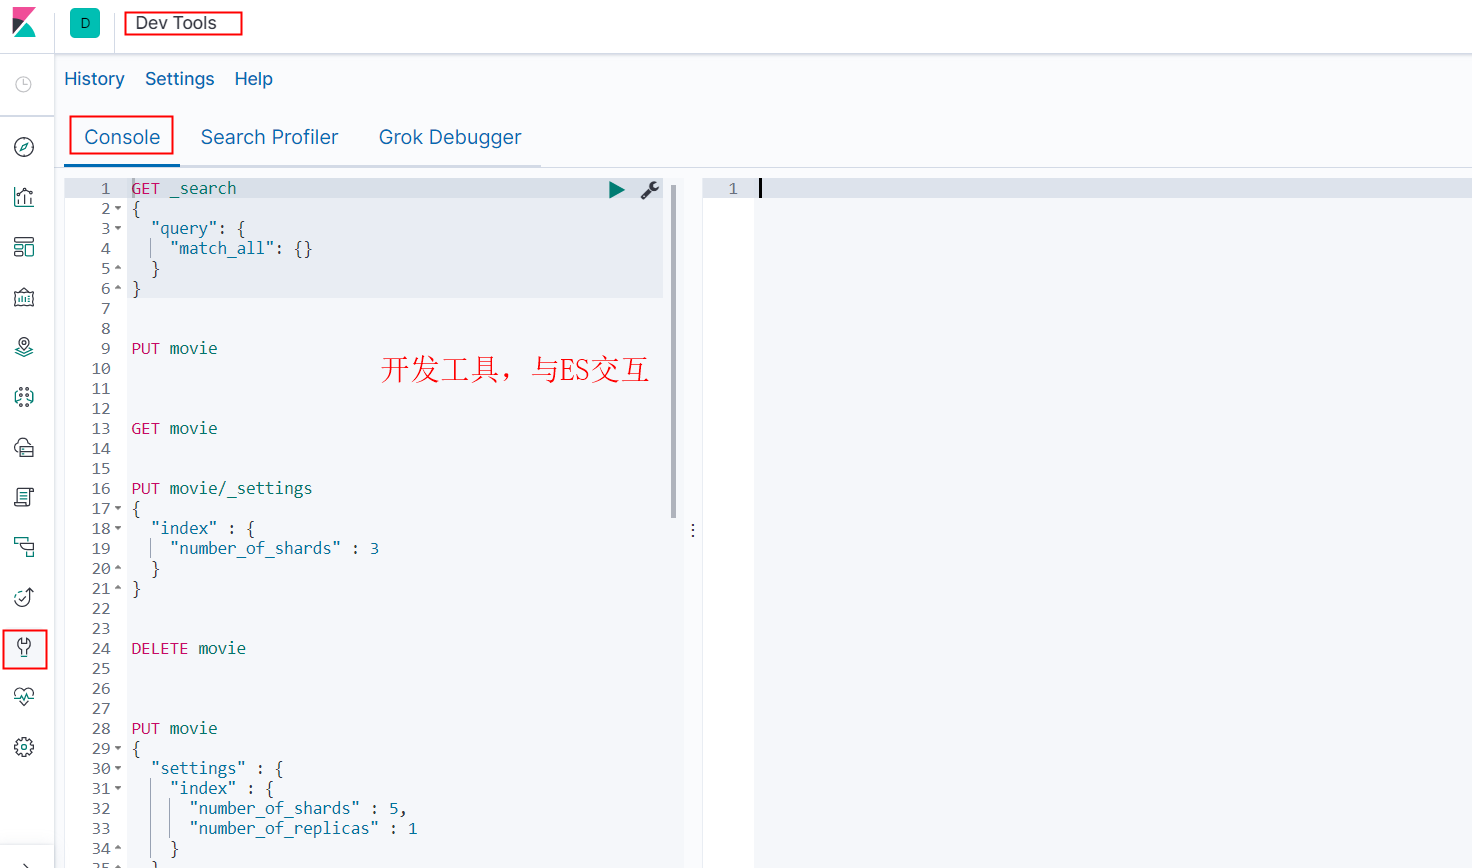 D Dev Tools
History Settings Help
Console Search Profiler Grok Debugger
1 GET _search
2 {
3 "query": {
4 "match_all": {}
5 }
6 }
7
8
9 PUT movie
10
11
12
13 GET movie
14
15
16 PUT movie/_settings
17 {
18 "index" : {
19 "number_of_shards" : 3
20 }
21 }
22
23
24 DELETE movie
25
26
27
28 PUT movie
29 {
30 "settings" : {
31 "index" : {
32 "number_of_shards" : 5,
33 "number_of_replicas" : 1
34 }
35 }
开发工具，与ES交互
1